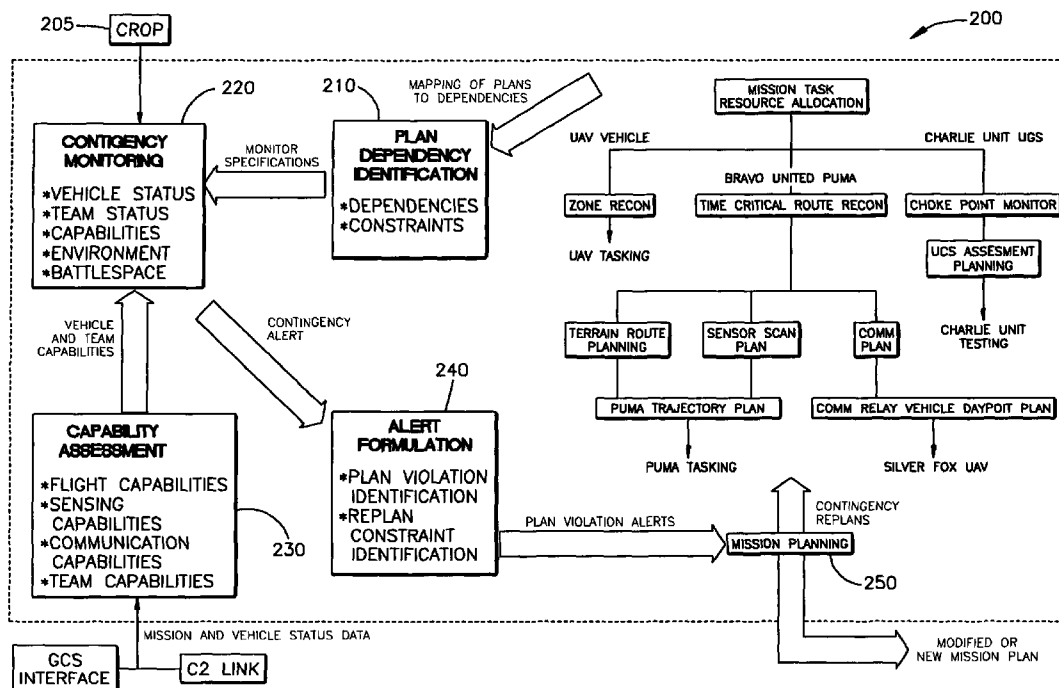 205
CROP
200
220
CONTIGENCY
MONITORING
*VEHICLE STATUS
*TEAM STATUS
*CAPABILITIES
*ENVIRONMENT
*BATTLESPACE
MONITOR
SPECIFICATIONS
210
PLAN
DEPENDENCY
IDENTIFICATION
*DEPENDENCIES
*CONSTRAINTS
MAPPING OF PLANS
TO DEPENDENCIES
MISSION TASK
RESOURCE ALLOCATION
UAV VEHICLE
BRAVO UNITED PUMA
CHARLIE UNIT UGS
ZONE RECON
TIME CRITICAL ROUTE RECON
CHOKE POINT MONITOR
UAV TASKING
UCS ASSESMENT
PLANNING
CHARLIE UNIT
TESTING
TERRAIN ROUTE
PLANNING
SENSOR SCAN
PLAN
COMM
PLAN
PUMA TRAJECTORY PLAN
COMM RELAY VEHICLE DAYPOIT PLAN
PUMA TASKING
SILVER FOX UAV
VEHICLE
AND TEAM
CAPABILITIES
CONTINGENCY
ALERT
CAPABILITY
ASSESSMENT
*FLIGHT CAPABILITIES
*SENSING
CAPABILITIES
*COMMUNICATION
CAPABILITIES
*TEAM CAPABILITIES
230
240
ALERT
FORMULATION
*PLAN VIOLATION
IDENTIFICATION
*REPLAN
CONSTRAINT
IDENTIFICATION
PLAN VIOLATION ALERTS
CONTINGENCY
REPLANS
MISSION PLANNING
250
MISSION AND VEHICLE STATUS DATA
GCS
INTERFACE
C2 LINK
MODIFIED OR
NEW MISSION PLAN